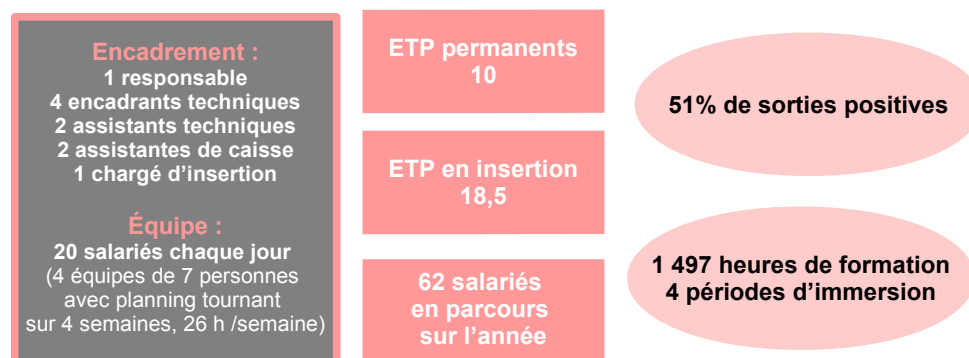 Encadrement :
1 responsable
4 encadrants techniques
2 assistants techniques
2 assistantes de caisse
1 chargé d'insertion
Équipe :
20 salariés chaque jour
(4 équipes de 7 personnes
avec planning tournant
sur 4 semaines, 26 h /semaine)
ETP permanents
10
ETP en insertion
18,5
62 salariés
en parcours
sur l'année
51% de sorties positives
1 497 heures de formation
4 périodes d'immersion